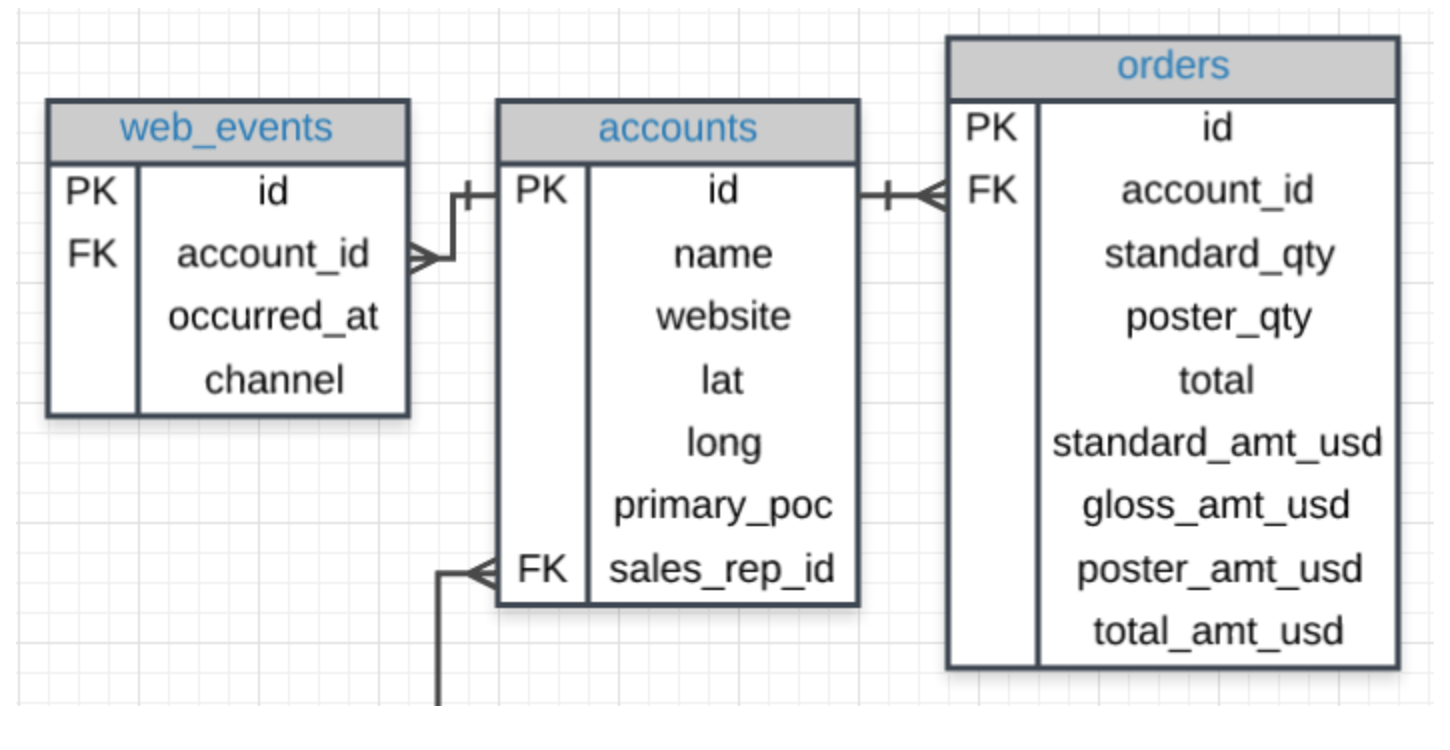 web_events
PK id
FK account_id
occurred_at
channel
accounts
PK id
name
website
lat
long
primary_poc
FK sales_rep_id
orders
PK id
FK account_id
standard_qty
poster_qty
total
standard_amt_usd
gloss_amt_usd
poster_amt_usd
total_amt_usd